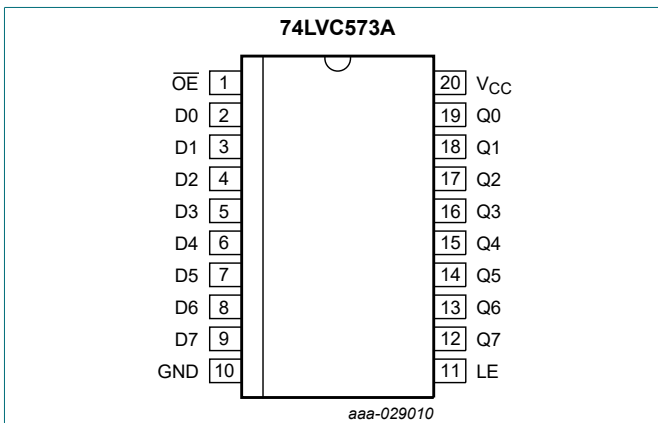 74LVC573A
OE 1 20 VCC
D0 2 19 Q0
D1 3 18 Q1
D2 4 17 Q2
D3 5 16 Q3
D4 6 15 Q4
D5 7 14 Q5
D6 8 13 Q6
D7 9 12 Q7
GND 10 11 LE
aaa-029010